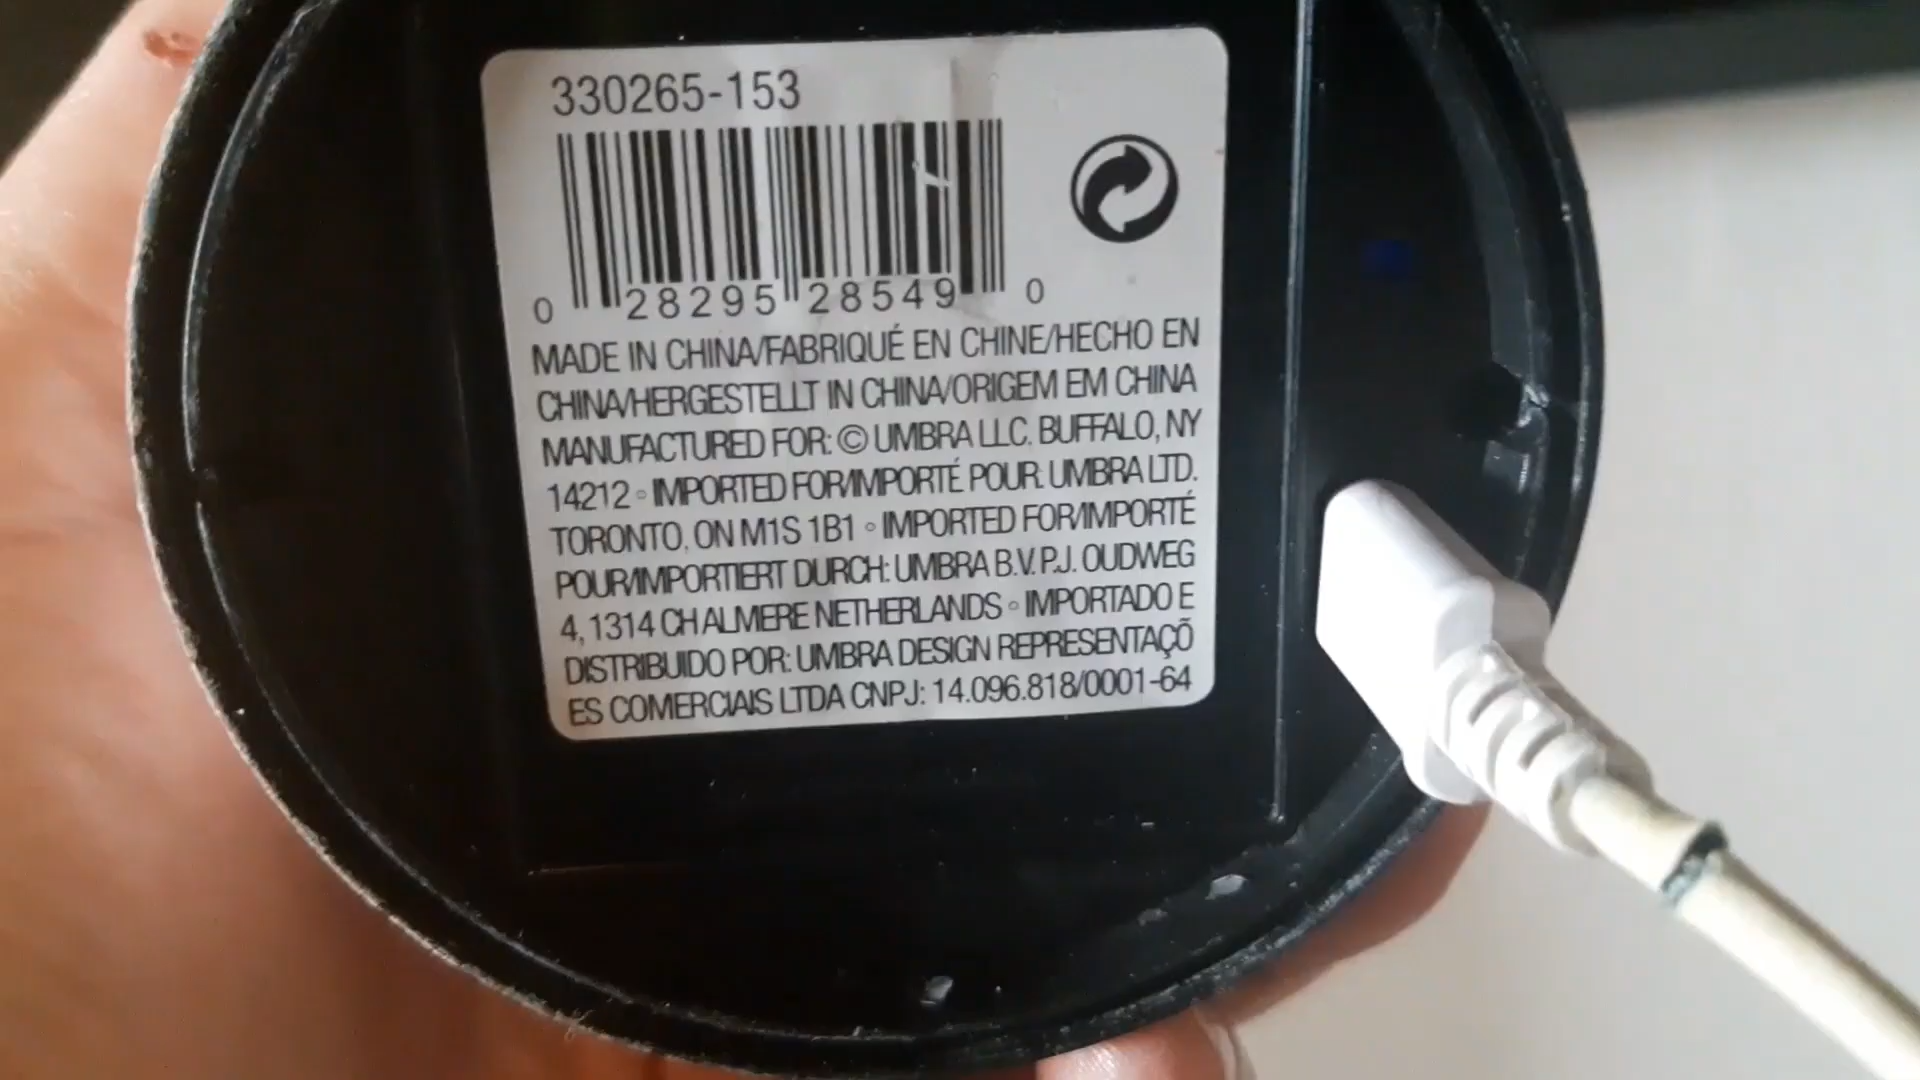 330265-153
0 28295 28549 0
MADE IN CHINA/FABRIQUÉ EN CHINE/HECHO EN
CHINA/HERGESTELLT IN CHINA/ORIGEM EM CHINA
MANUFACTURED FOR: © UMBRA LLC. BUFFALO, NY
14212 ◦ IMPORTED FOR/IMPORTÉ POUR: UMBRA LTD.
TORONTO, ON M1S 1B1 ◦ IMPORTED FOR/IMPORTÉ
POUR/IMPORTIERT DURCH: UMBRA B.V. P.J. OUDWEG
4, 1314 CH ALMERE NETHERLANDS ◦ IMPORTADO E
DISTRIBUIDO POR: UMBRA DESIGN REPRESENTAÇÕ
ES COMERCIAIS LTDA CNPJ: 14.096.818/0001-64